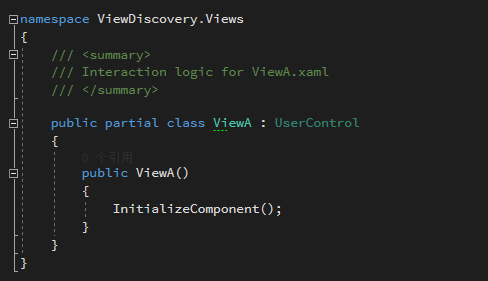 namespace ViewDiscovery.Views
{
/// <summary>
/// Interaction logic for ViewA.xaml
/// </summary>
public partial class ViewA : UserControl
{
0 个引用
public ViewA()
{
InitializeComponent();
}
}
}